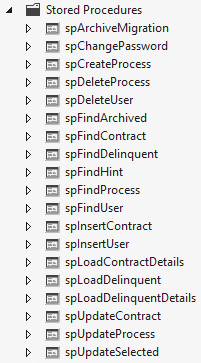 Stored Procedures
spArchiveMigration
spChangePassword
spCreateProcess
spDeleteProcess
spDeleteUser
spFindArchived
spFindContract
spFindDelinquent
spFindHint
spFindProcess
spFindUser
spInsertContract
spInsertUser
spLoadContractDetails
spLoadDelinquent
spLoadDelinquentDetails
spUpdateContract
spUpdateProcess
spUpdateSelected